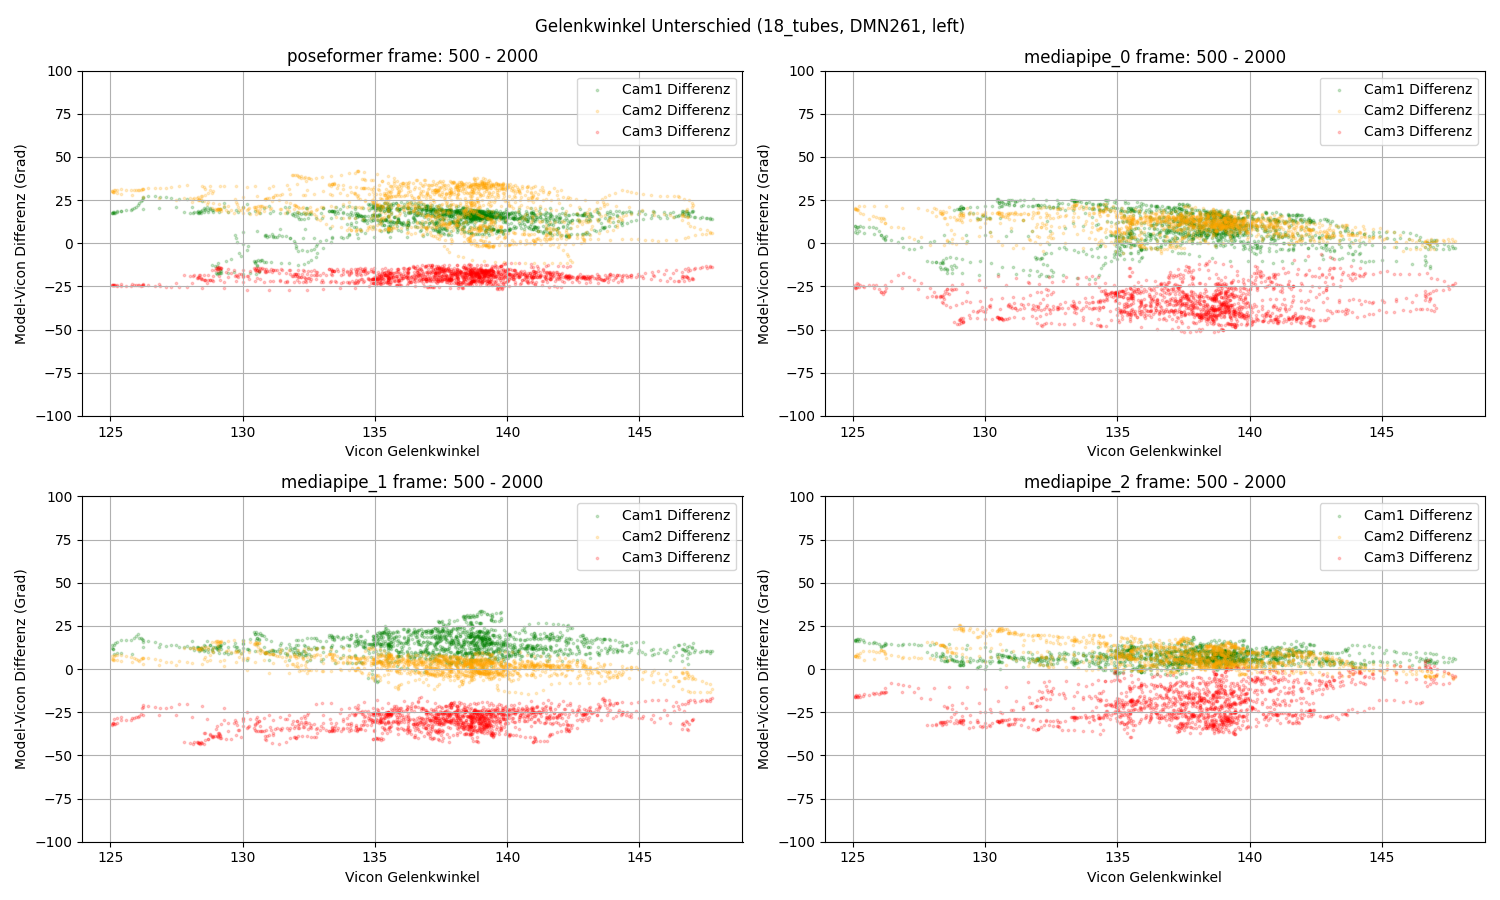 Gelenkwinkel Unterschied (18_tubes, DMN261, left)
poseformer frame: 500 - 2000
100
75
50
25
0
−25
−50
−75
−100
Model-Vicon Differenz (Grad)
Cam1 Differenz
Cam2 Differenz
Cam3 Differenz
125 130 135 140 145
Vicon Gelenkwinkel
mediapipe_0 frame: 500 - 2000
100
75
50
25
0
−25
−50
−75
−100
Model-Vicon Differenz (Grad)
Cam1 Differenz
Cam2 Differenz
Cam3 Differenz
125 130 135 140 145
Vicon Gelenkwinkel
mediapipe_1 frame: 500 - 2000
100
75
50
25
0
−25
−50
−75
−100
Model-Vicon Differenz (Grad)
Cam1 Differenz
Cam2 Differenz
Cam3 Differenz
125 130 135 140 145
Vicon Gelenkwinkel
mediapipe_2 frame: 500 - 2000
100
75
50
25
0
−25
−50
−75
−100
Model-Vicon Differenz (Grad)
Cam1 Differenz
Cam2 Differenz
Cam3 Differenz
125 130 135 140 145
Vicon Gelenkwinkel